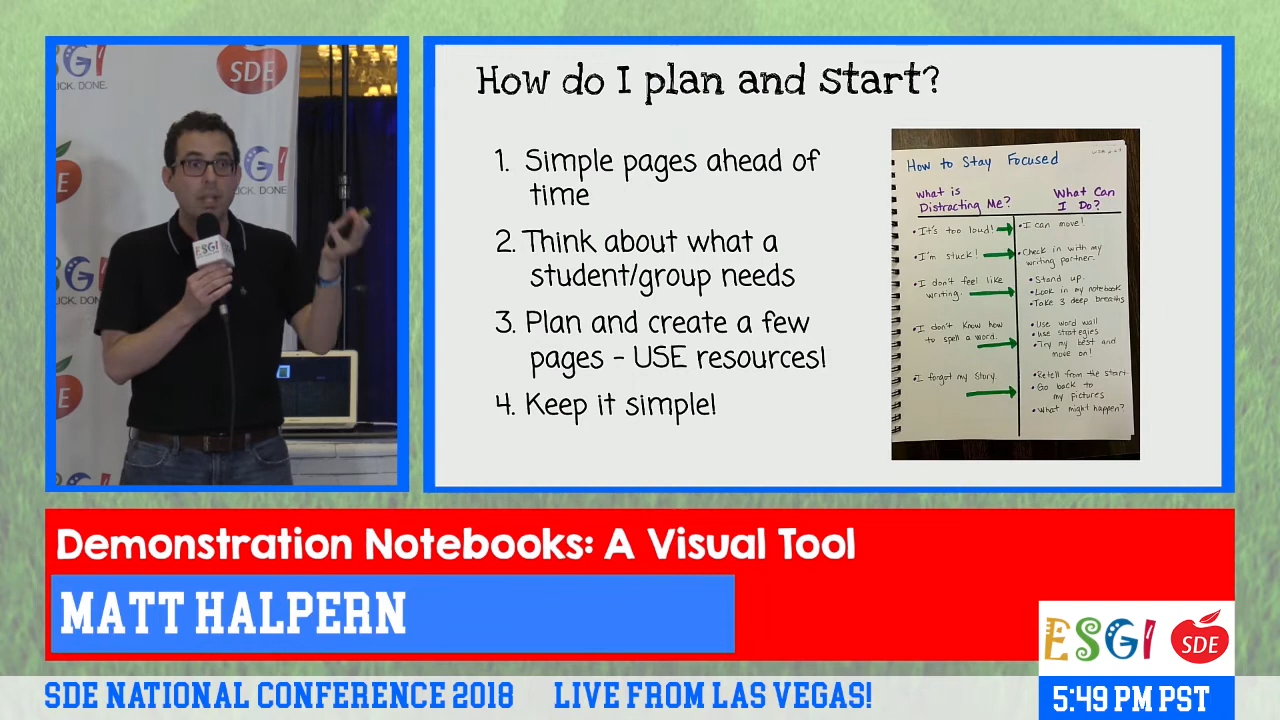 GI
ICK. DONE.
SDE
ESGI
ICK. DONE.
ESGI
How do I plan and start?
1. Simple pages ahead of
time
2. Think about what a
student/group needs
3. Plan and create a few
pages - USE resources!
4. Keep it simple!
How to Stay Focused
What is
Distracting Me?
What Can
I Do?
• It's too loud!
• I can move!
• I'm stuck!
• Check in with my
writing partner.
• I don't feel like
writing.
• Stand up.
• Look in my notebook
• Take 3 deep breaths
• I don't know how
to spell a word.
• Use word wall
• Use strategies
• Try my best and
move on!
• I forgot my story.
• Retell from the start
• Go back to
my pictures
• What might happen?
Demonstration Notebooks: A Visual Tool
MATT HALPERN
ESGI SDE
SDE NATIONAL CONFERENCE 2018 LIVE FROM LAS VEGAS!
5:49 PM PST